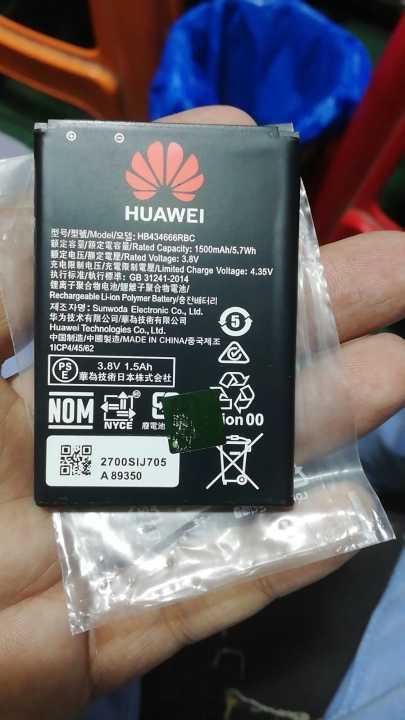 HUAWEI
型号/型號/Model/모델: HB434666RBC
额定容量/額定電容量/Rated Capacity: 1500mAh/5.7Wh
额定电压/額定電壓/Rated Voltage: 3.8V
充电限制电压/充電限制電壓/Limited Charge Voltage: 4.35V
执行标准/執行標準: GB 31241-2014
锂离子聚合物电池/鋰離子聚合物電池
Rechargeable Li-ion Polymer Battery/충전배터리
제조자명: Sunwoda Electronic Co., Ltd.
华为技术有限公司/華為技術有限公司
Huawei Technologies Co., Ltd.
中国制造/中國製造/MADE IN CHINA/중국제조
1ICP4/45/62
5
PS
E
3.8V 1.5Ah
華為技術日本株式会社
NOM
NYCE
廢電池
ion 00
2700SIJ705
A 89350